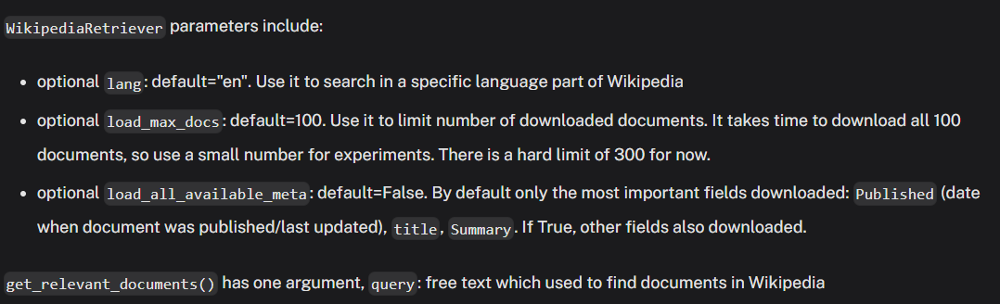 WikipediaRetriever parameters include:
optional lang: default="en". Use it to search in a specific language part of Wikipedia
optional load_max_docs: default=100. Use it to limit number of downloaded documents. It takes time to download all 100
documents, so use a small number for experiments. There is a hard limit of 300 for now.
optional load_all_available_meta: default=False. By default only the most important fields downloaded: Published (date
when document was published/last updated), title, Summary. If True, other fields also downloaded.
get_relevant_documents() has one argument, query: free text which used to find documents in Wikipedia